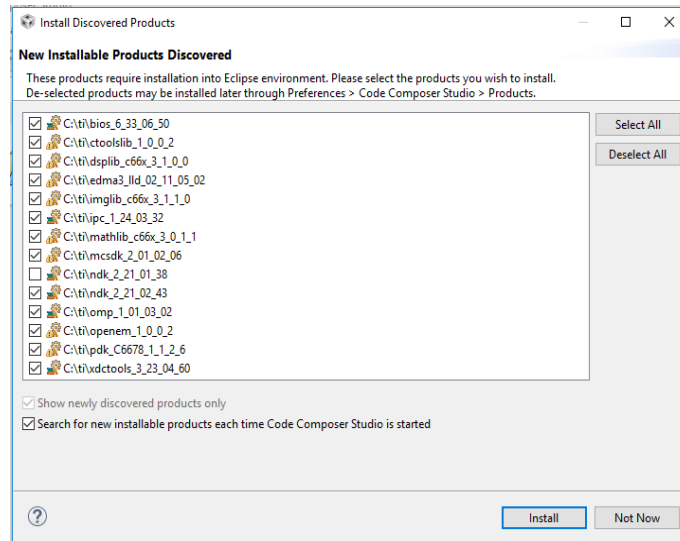 Install Discovered Products
New Installable Products Discovered
These products require installation into Eclipse environment. Please select the products you wish to install.
De-selected products may be installed later through Preferences > Code Composer Studio > Products.
C:\ti\bios_6_33_06_50
Select All
C:\ti\ctoolslib_1_0_0_2
C:\ti\dsplib_c66x_3_1_0_0
Deselect All
C:\ti\edma3_lld_02_11_05_02
C:\ti\imglib_c66x_3_1_1_0
C:\ti\ipc_1_24_03_32
C:\ti\mathlib_c66x_3_0_1_1
C:\ti\mcsdk_2_01_02_06
C:\ti\ndk_2_21_01_38
C:\ti\ndk_2_21_02_43
C:\ti\omp_1_01_03_02
C:\ti\openem_1_0_0_2
C:\ti\pdk_C6678_1_1_2_6
C:\ti\xdctools_3_23_04_60
Show newly discovered products only
Search for new installable products each time Code Composer Studio is started
?
Install
Not Now